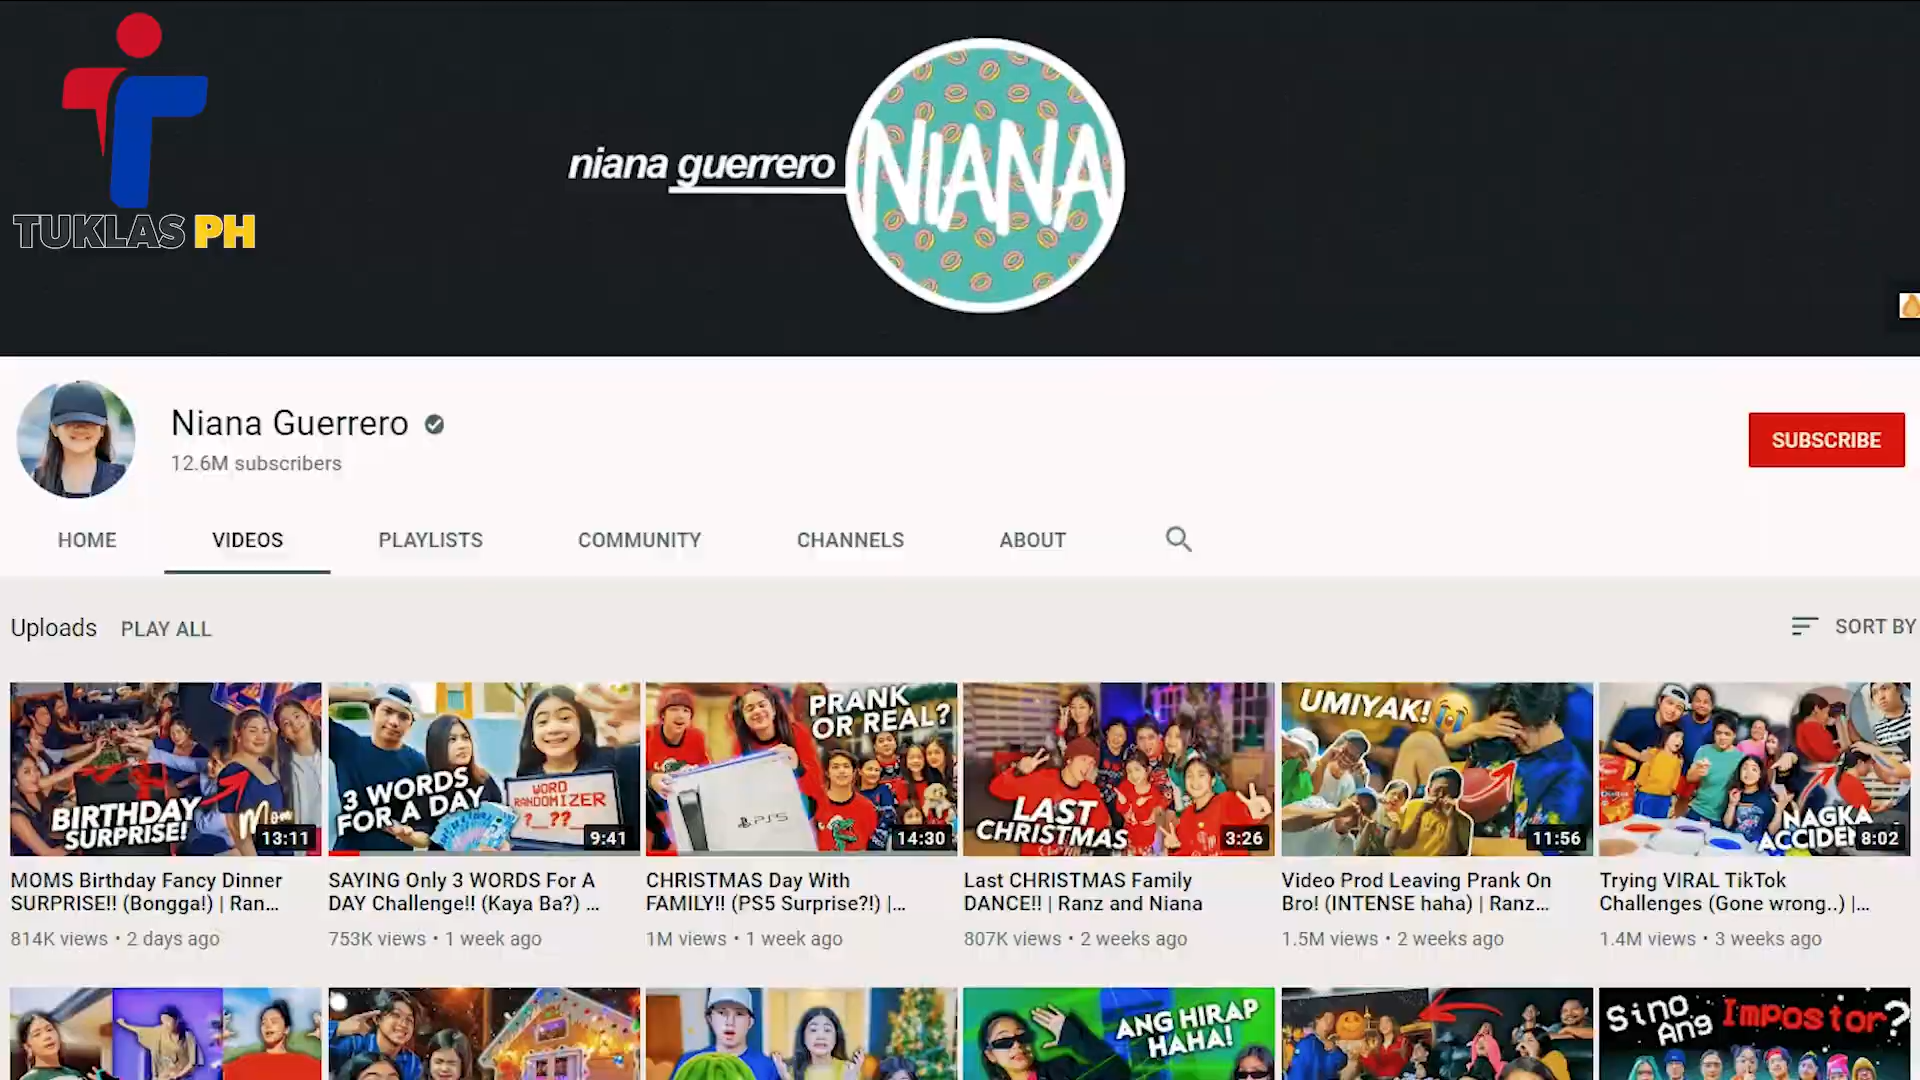 TUKLAS PH
niana guerrero
NIANA
Niana Guerrero
12.6M subscribers
SUBSCRIBE
HOME
VIDEOS
PLAYLISTS
COMMUNITY
CHANNELS
ABOUT
Uploads
PLAY ALL
SORT BY
BIRTHDAY
SURPRISE!
Mom
13:11
3 WORDS
FOR A DAY
WORD
RANDOMIZER
?_??_
9:41
PRANK
OR REAL?
PS5
14:30
LAST
CHRISTMAS
3:26
UMIYAK!
11:56
NAGKA
ACCIDEN
8:02
MOMS Birthday Fancy Dinner
SURPRISE!! (Bongga!) | Ran...
814K views • 2 days ago
SAYING Only 3 WORDS For A
DAY Challenge!! (Kaya Ba?) ...
753K views • 1 week ago
CHRISTMAS Day With
FAMILY!! (PS5 Surprise?!) |...
1M views • 1 week ago
Last CHRISTMAS Family
DANCE!! | Ranz and Niana
807K views • 2 weeks ago
Video Prod Leaving Prank On
Bro! (INTENSE haha) | Ranz...
1.5M views • 2 weeks ago
Trying VIRAL TikTok
Challenges (Gone wrong..) |...
1.4M views • 3 weeks ago
ANG HIRAP
HAHA!
Sino
Ang Impostor?